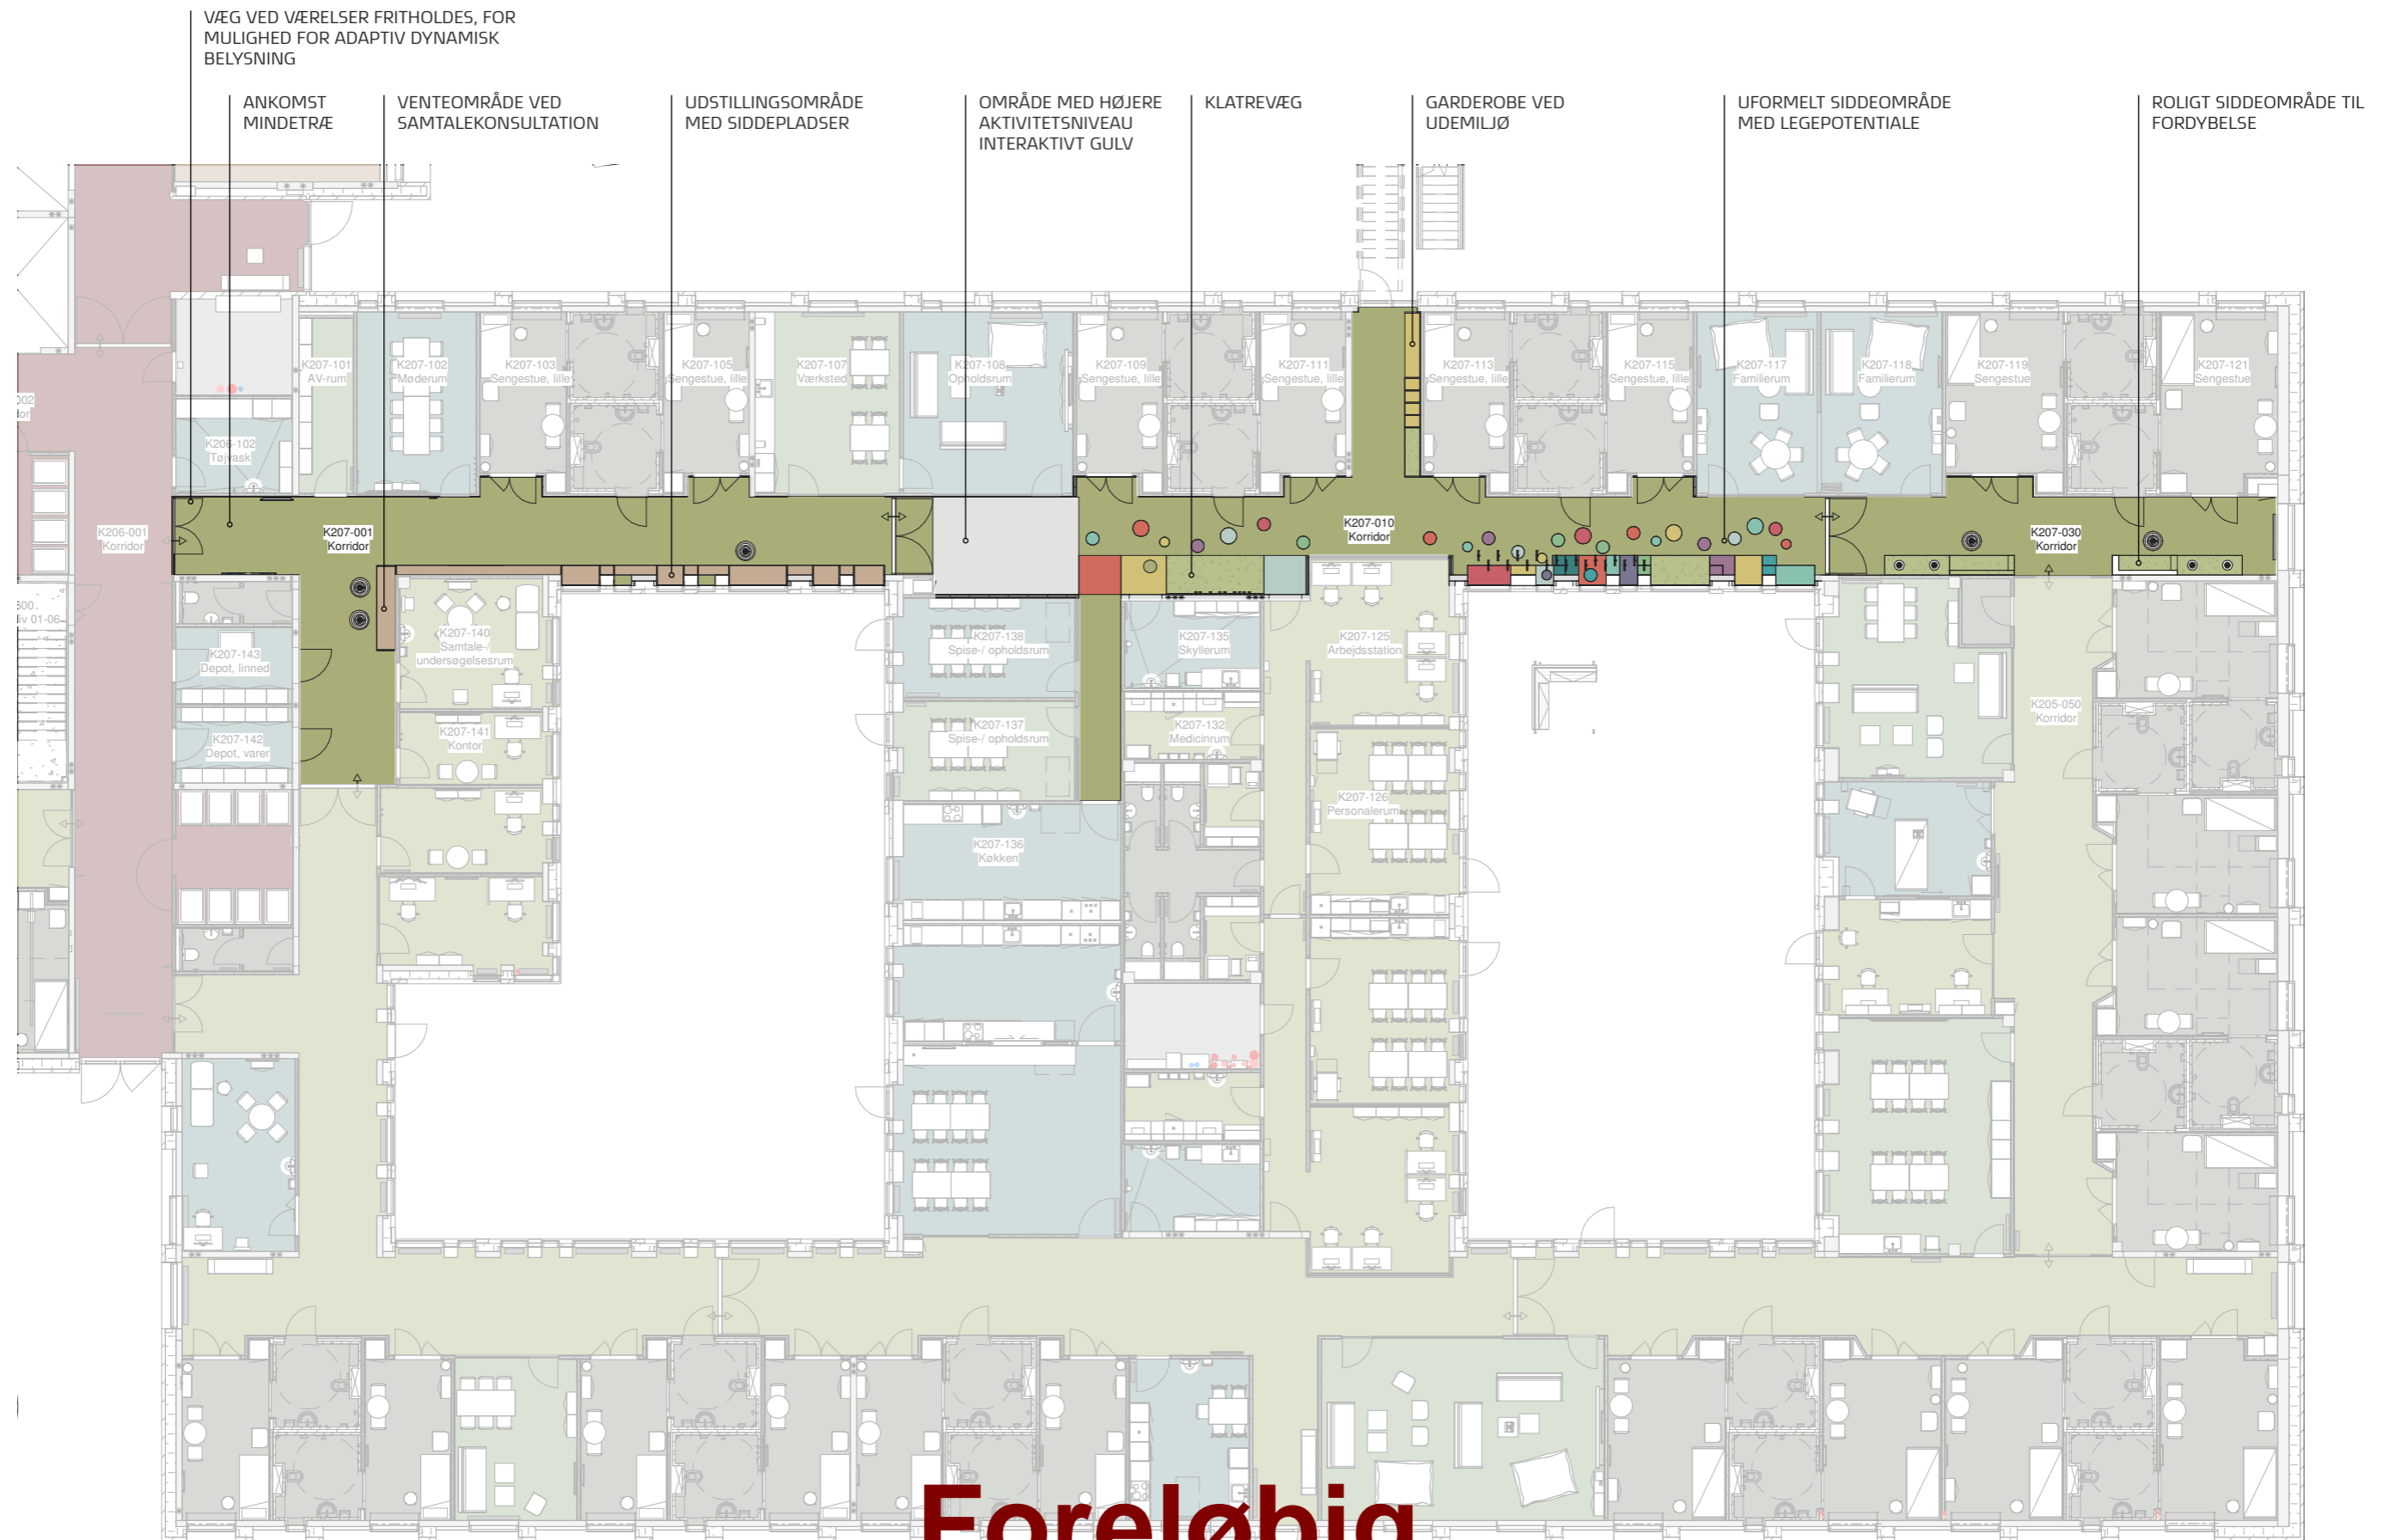 VÆG VED VÆRELSER FRITHOLDES, FOR
MULIGHED FOR ADAPTIV DYNAMISK
BELYSNING
ANKOMST
MINDETRÆ
VENTEOMRÅDE VED
SAMTALEKONSULTATION
UDSTILLINGSOMRÅDE
MED SIDDEPLADSER
OMRÅDE MED HØJERE
AKTIVITETSNIVEAU
INTERAKTIVT GULV
KLATREVÆG
GARDEROBE VED
UDEMILJØ
UFORMELT SIDDEOMRÅDE
MED LEGEPOTENTIALE
ROLIGT SIDDEOMRÅDE TIL
FORDYBELSE
K207-101
AV-rum
K207-102
Møderum
K207-103
Sengestue, lille
K207-105
Sengestue, lille
K207-107
Værksted
K207-108
Opholdsrum
K207-109
Sengestue, lille
K207-111
Sengestue, lille
K207-113
Sengestue, lille
K207-115
Sengestue, lille
K207-117
Familierum
K207-118
Familierum
K207-119
Sengestue
K207-121
Sengestue
K206-102
Tøjvask
K206-001
Korridor
K207-001
Korridor
K207-010
Korridor
K207-030
Korridor
K207-143
Depot, linned
K207-140
Samtale-/
undersøgelsesrum
K207-138
Spise-/ opholdsrum
K207-135
Skyllerum
K207-125
Arbejdsstation
K205-050
Korridor
K207-142
Depot, varer
K207-141
Kontor
K207-137
Spise-/ opholdsrum
K207-132
Medicinrum
K207-126
Personalerum
K207-136
Køkken
Foreløbig